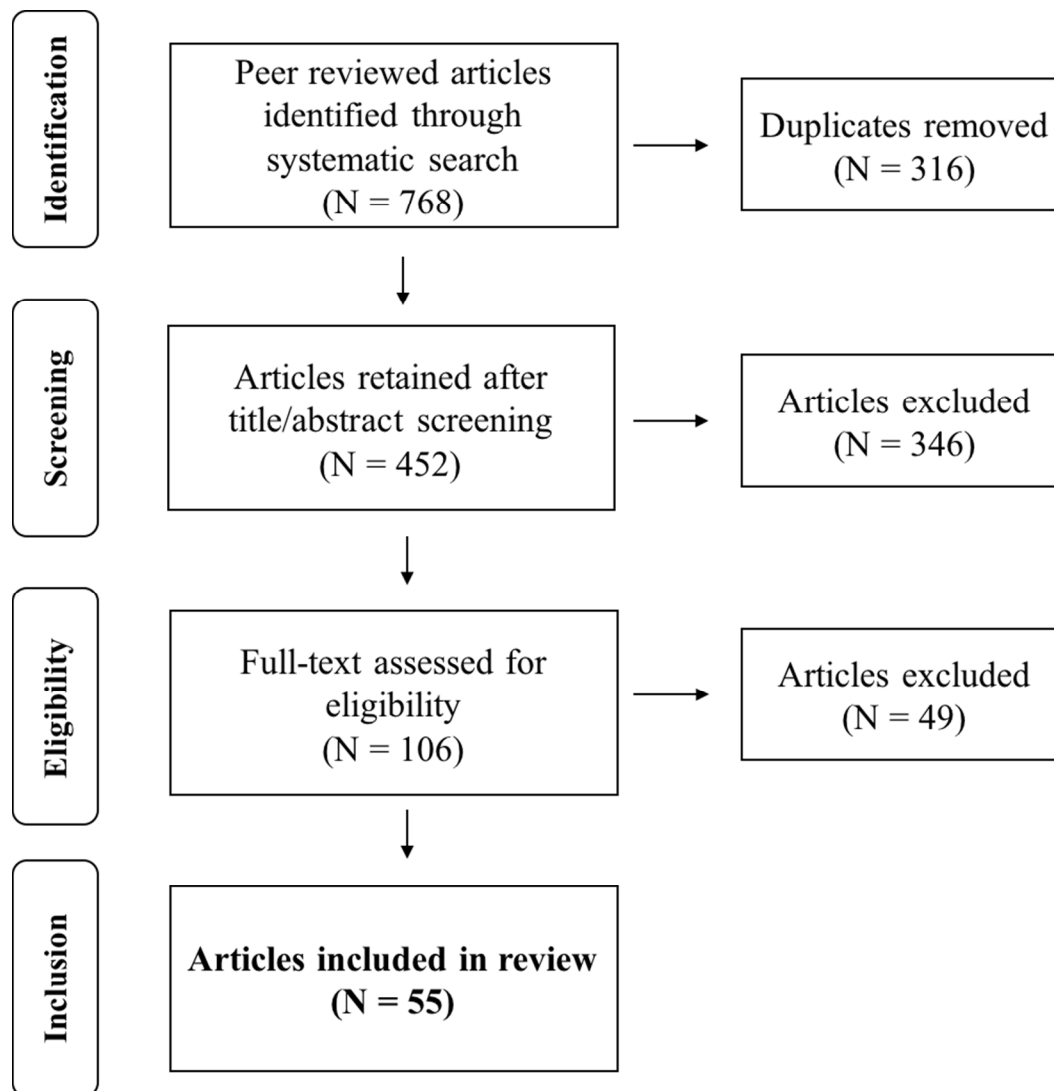 Identification
Peer reviewed articles
identified through
systematic search
(N = 768)
Duplicates removed
(N = 316)
Screening
Articles retained after
title/abstract screening
(N = 452)
Articles excluded
(N = 346)
Eligibility
Full-text assessed for
eligibility
(N = 106)
Articles excluded
(N = 49)
Inclusion
Articles included in review
(N = 55)